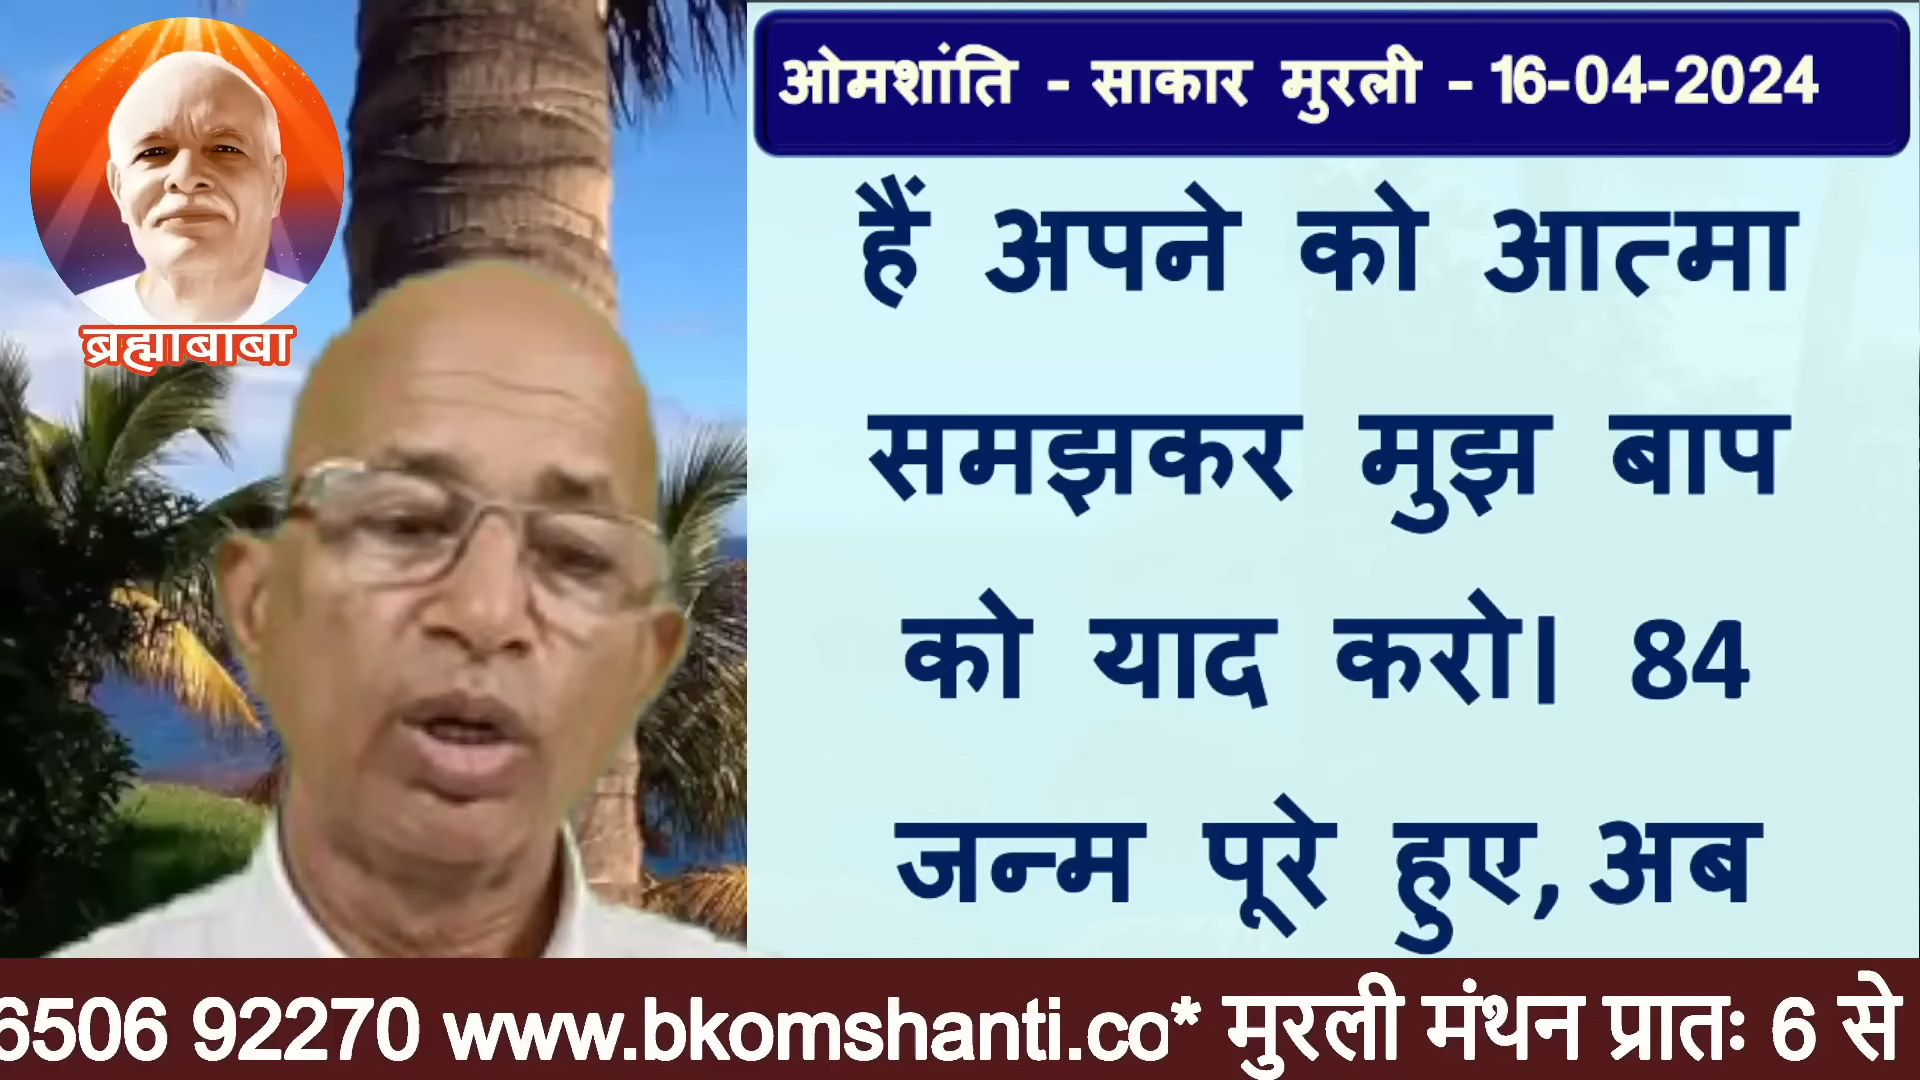 ब्रह्माबाबा
ओमशांति - साकार मुरली - 16-04-2024
हैं अपने को आत्मा
समझकर मुझ बाप
को याद करो। 84
जन्म पूरे हुए, अब
6506 92270 www.bkomshanti.co* मुरली मंथन प्रातः 6 से